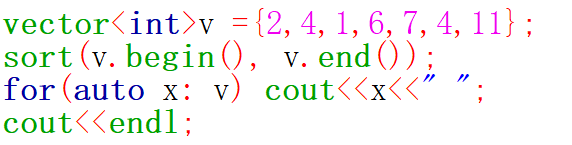 vector<int>v ={2,4,1,6,7,4,11};
sort(v.begin(), v.end());
for(auto x: v) cout<<x<<" ";
cout<<endl;